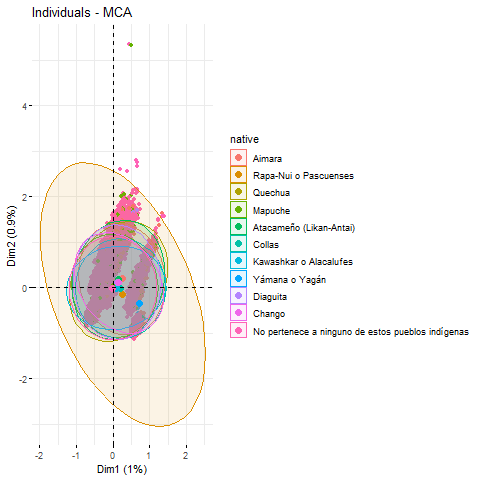 Individuals - MCA
4
2
0
-2
Dim2 (0.9%)
-2
-1
0
1
2
Dim1 (1%)
native
Aimara
Rapa-Nui o Pascuenses
Quechua
Mapuche
Atacameño (Likan-Antai)
Collas
Kawashkar o Alacalufes
Yámana o Yagán
Diaguita
Chango
No pertenece a ninguno de estos pueblos indígenas